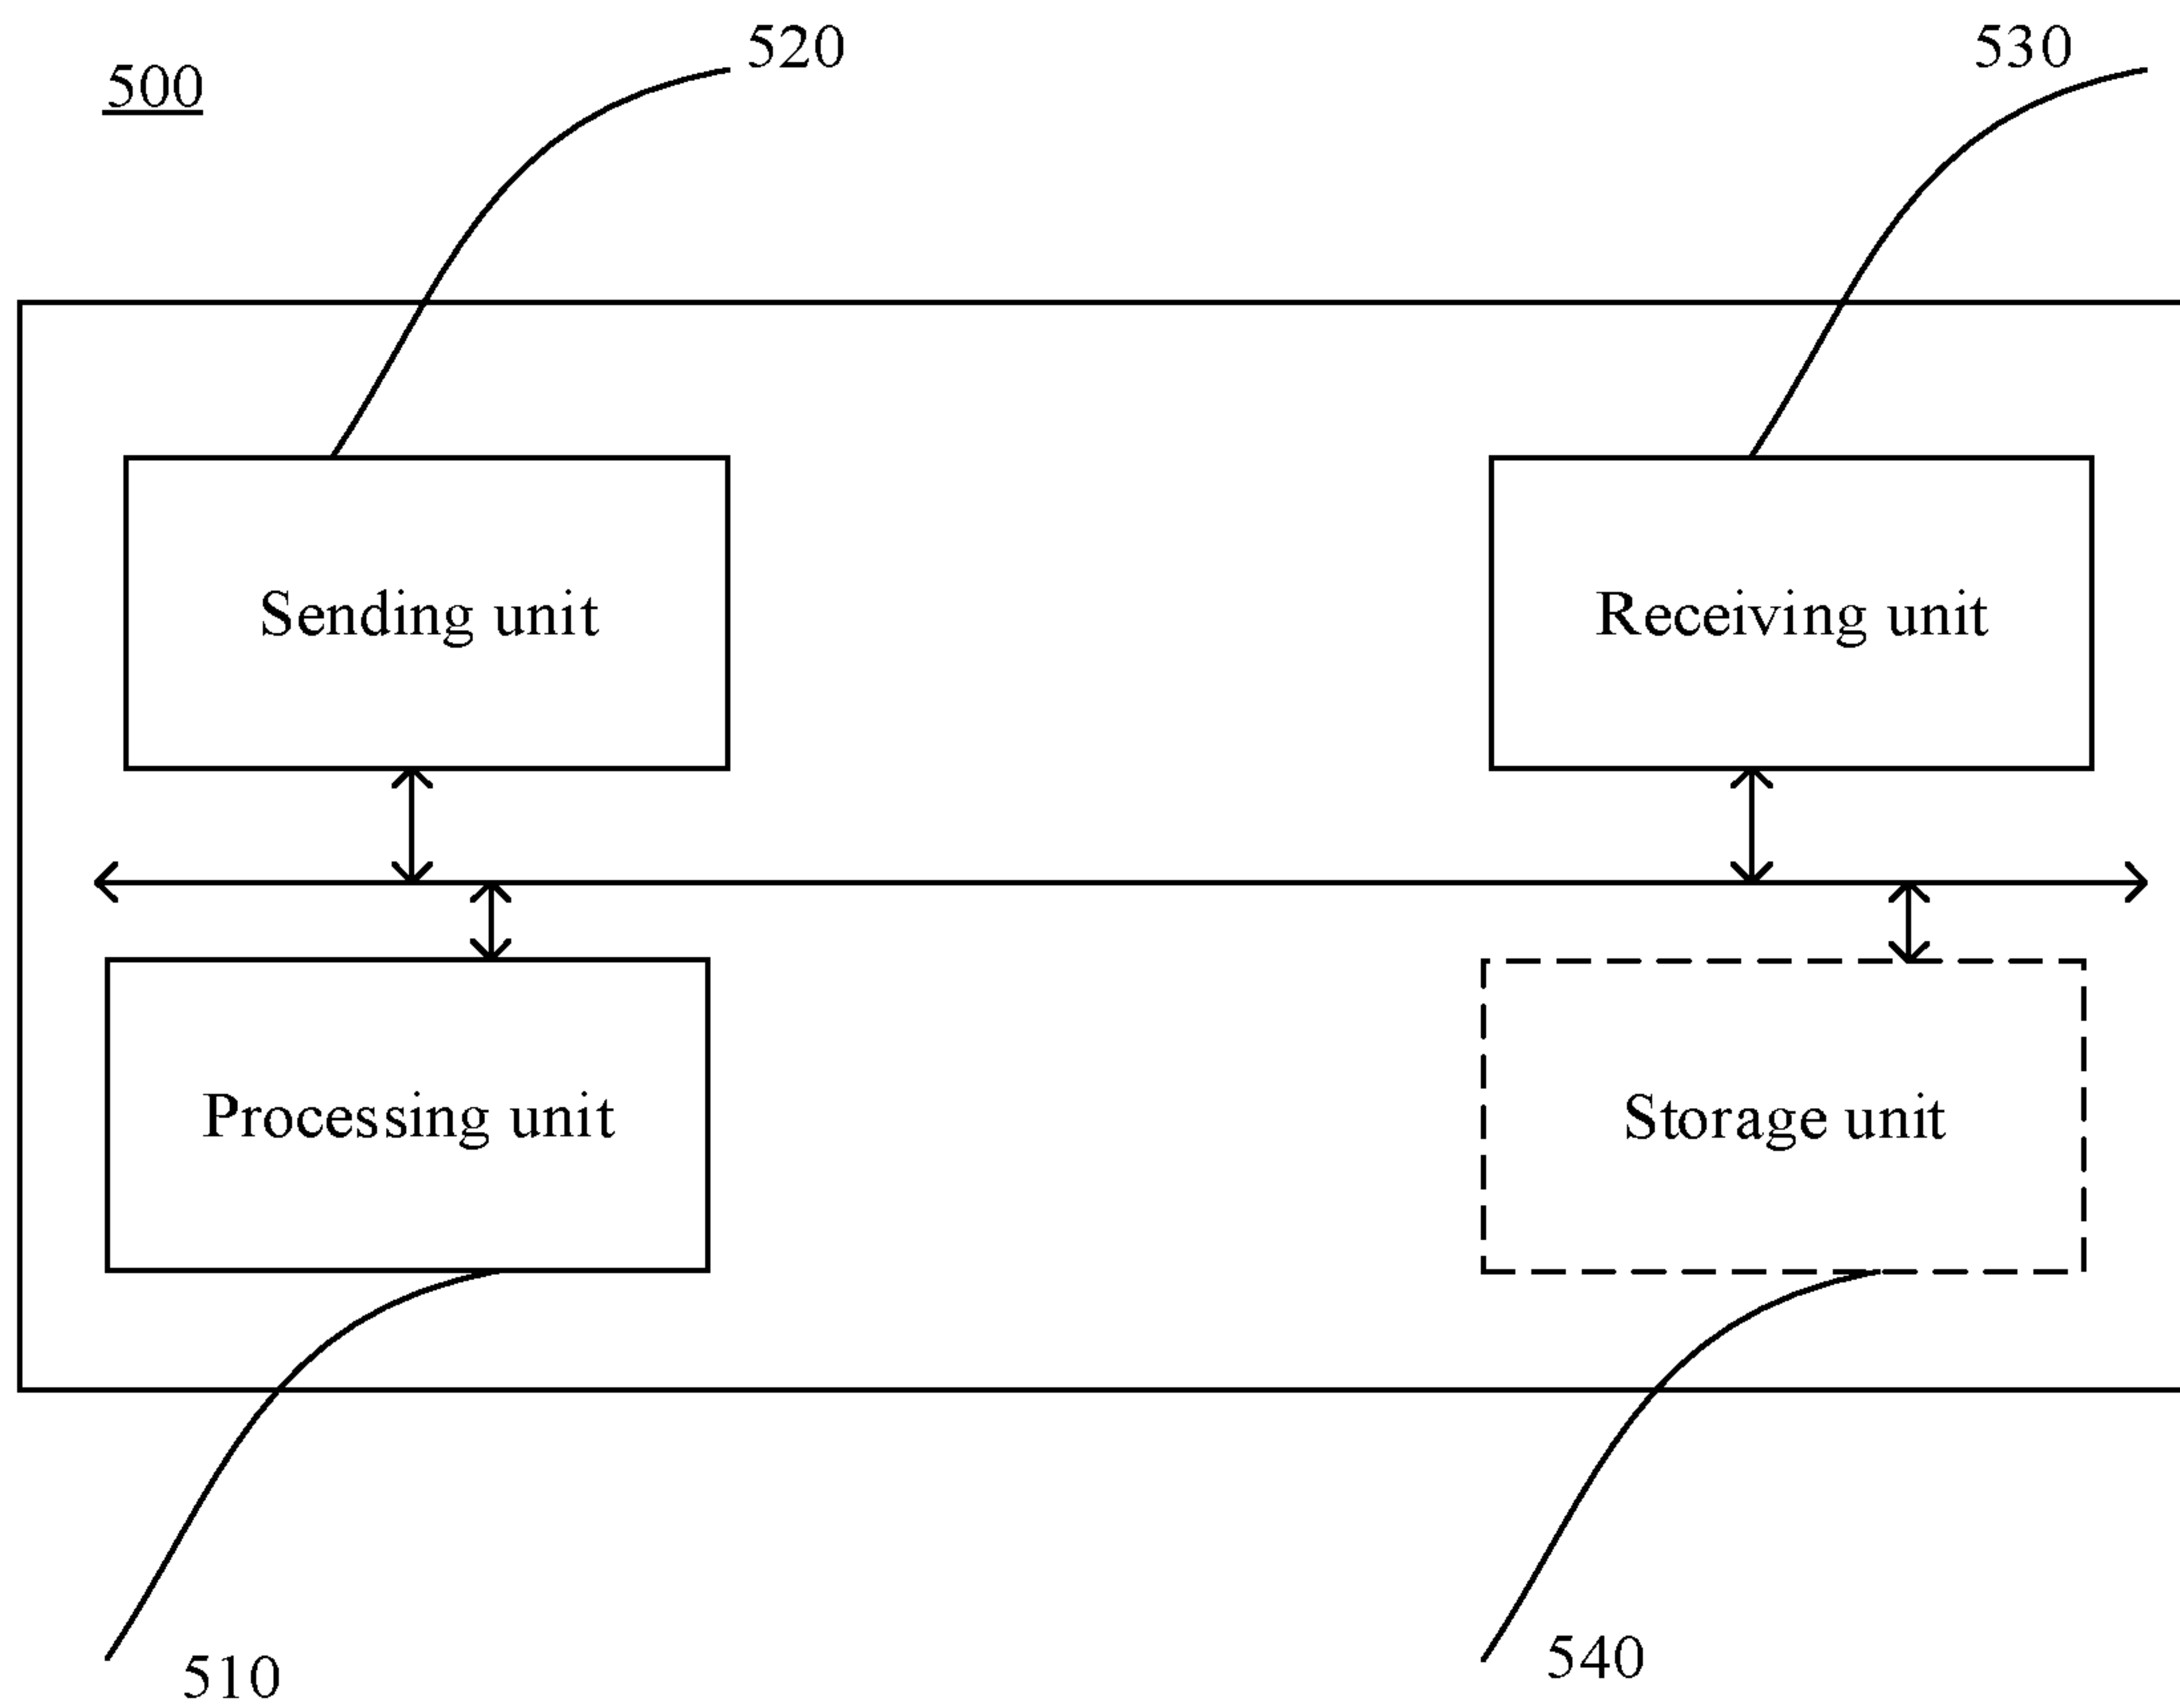 500
520
530
Sending unit
Receiving unit
Processing unit
Storage unit
510
540